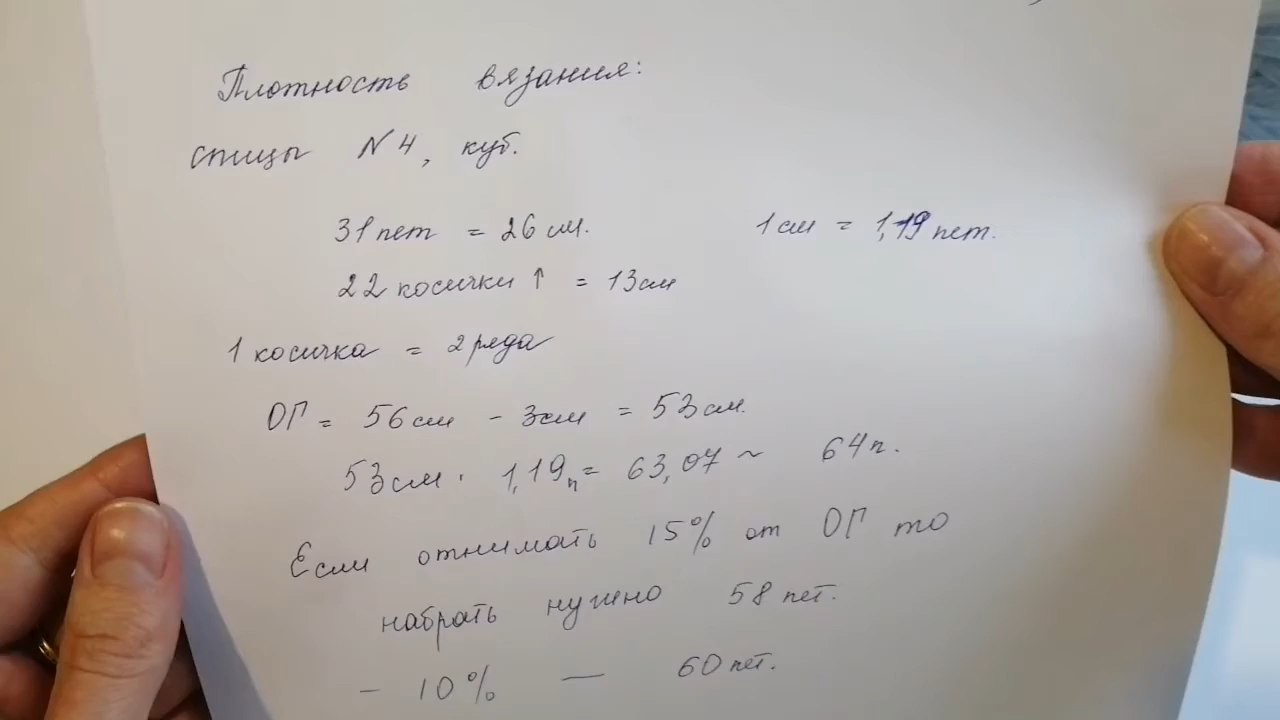 Плотность вязания:
спицы N 4, куб.
31 пет = 26 см. 1 см = 1,19 пет.
22 косички ↑ = 13 см
1 косичка = 2 ряда
ОГ = 56 см - 3 см = 53 см.
53 см · 1,19 п = 63,07 ~ 64 п.
Если отнимать 15% от ОГ то
набрать нужно 58 пет.
- 10% — 60 пет.